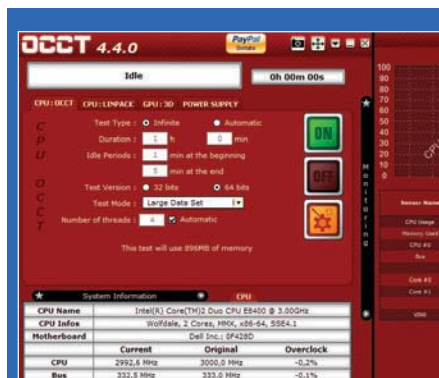 OCCT 4.4.0
PayPal
Donate
Idle
0h 00m 00s
CPU:OCCT CPU:LINPACK GPU:3D POWER SUPPLY
CPU OCCT
Test Type : Infinite Automatic
Duration : 1 h 0 min
Idle Periods : 1 min at the beginning
5 min at the end
Test Version : 32 bits 64 bits
Test Mode : Large Data Set
Number of threads : 4 Automatic
This test will use 896MB of memory
ON
OFF
Monitoring
100
90
80
70
60
50
40
30
20
10
0
CPU
Sensor Name
CPU Usage
Memory Used
CPU #0
Bus
Core #0
Core #1
System Information CPU
CPU Name Intel(R) Core(TM)2 Duo CPU E8400 @ 3.00GHz
CPU Infos Wolfdale, 2 Cores, MMX, x86-64, SSE4.1
Motherboard Dell Inc.: 0F428D
Current Original Overclock
CPU 2992,6 MHz 3000,0 MHz -0,2%
Bus 332,5 MHz 333,0 MHz -0,1%